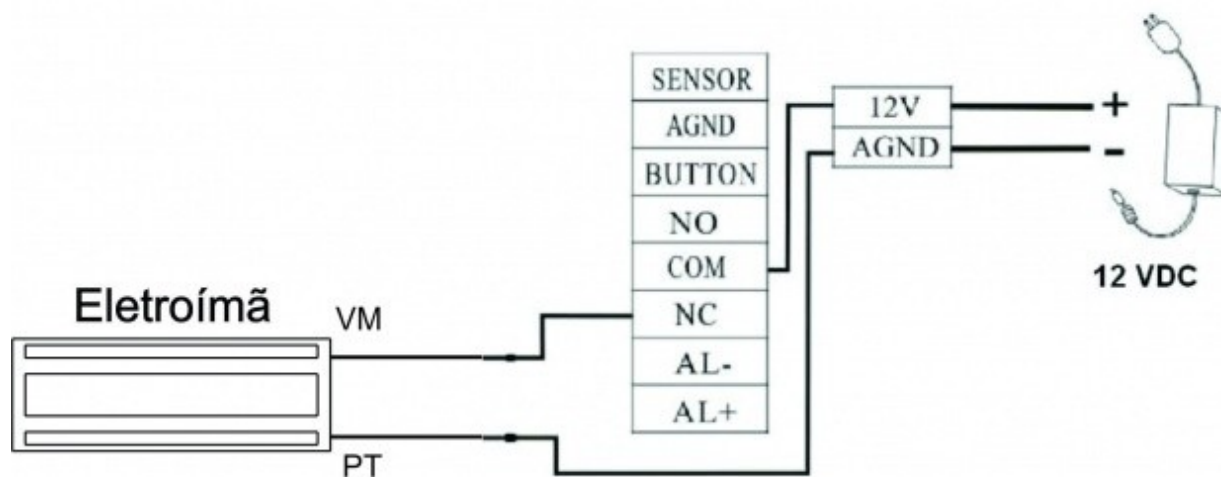 SENSOR
AGND
BUTTON
NO
COM
NC
AL-
AL+
12V
AGND
+
-
12 VDC
Eletroímã
VM
PT